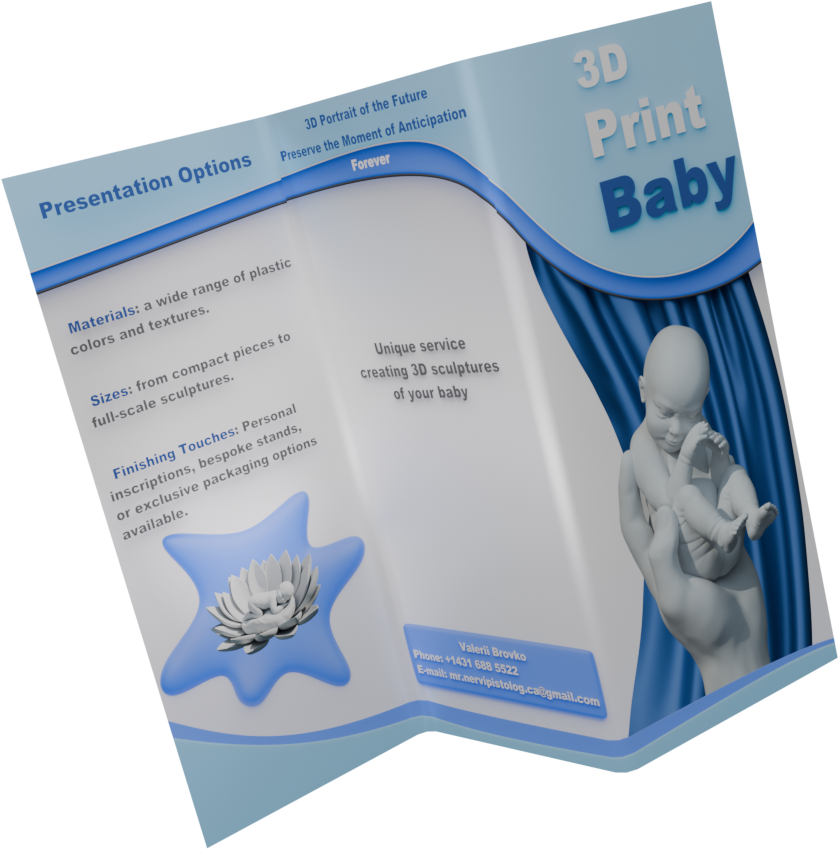 Presentation Options
Materials: a wide range of plastic
colors and textures.
Sizes: from compact pieces to
full-scale sculptures.
Finishing Touches: Personal
inscriptions, bespoke stands,
or exclusive packaging options
available.
3D Portrait of the Future
Preserve the Moment of Anticipation
Forever
Unique service
creating 3D sculptures
of your baby
Valerii Brovko
Phone: +1431 688 5522
E-mail: mr.nervipistolog.ca@gmail.com
3D
Print
Baby